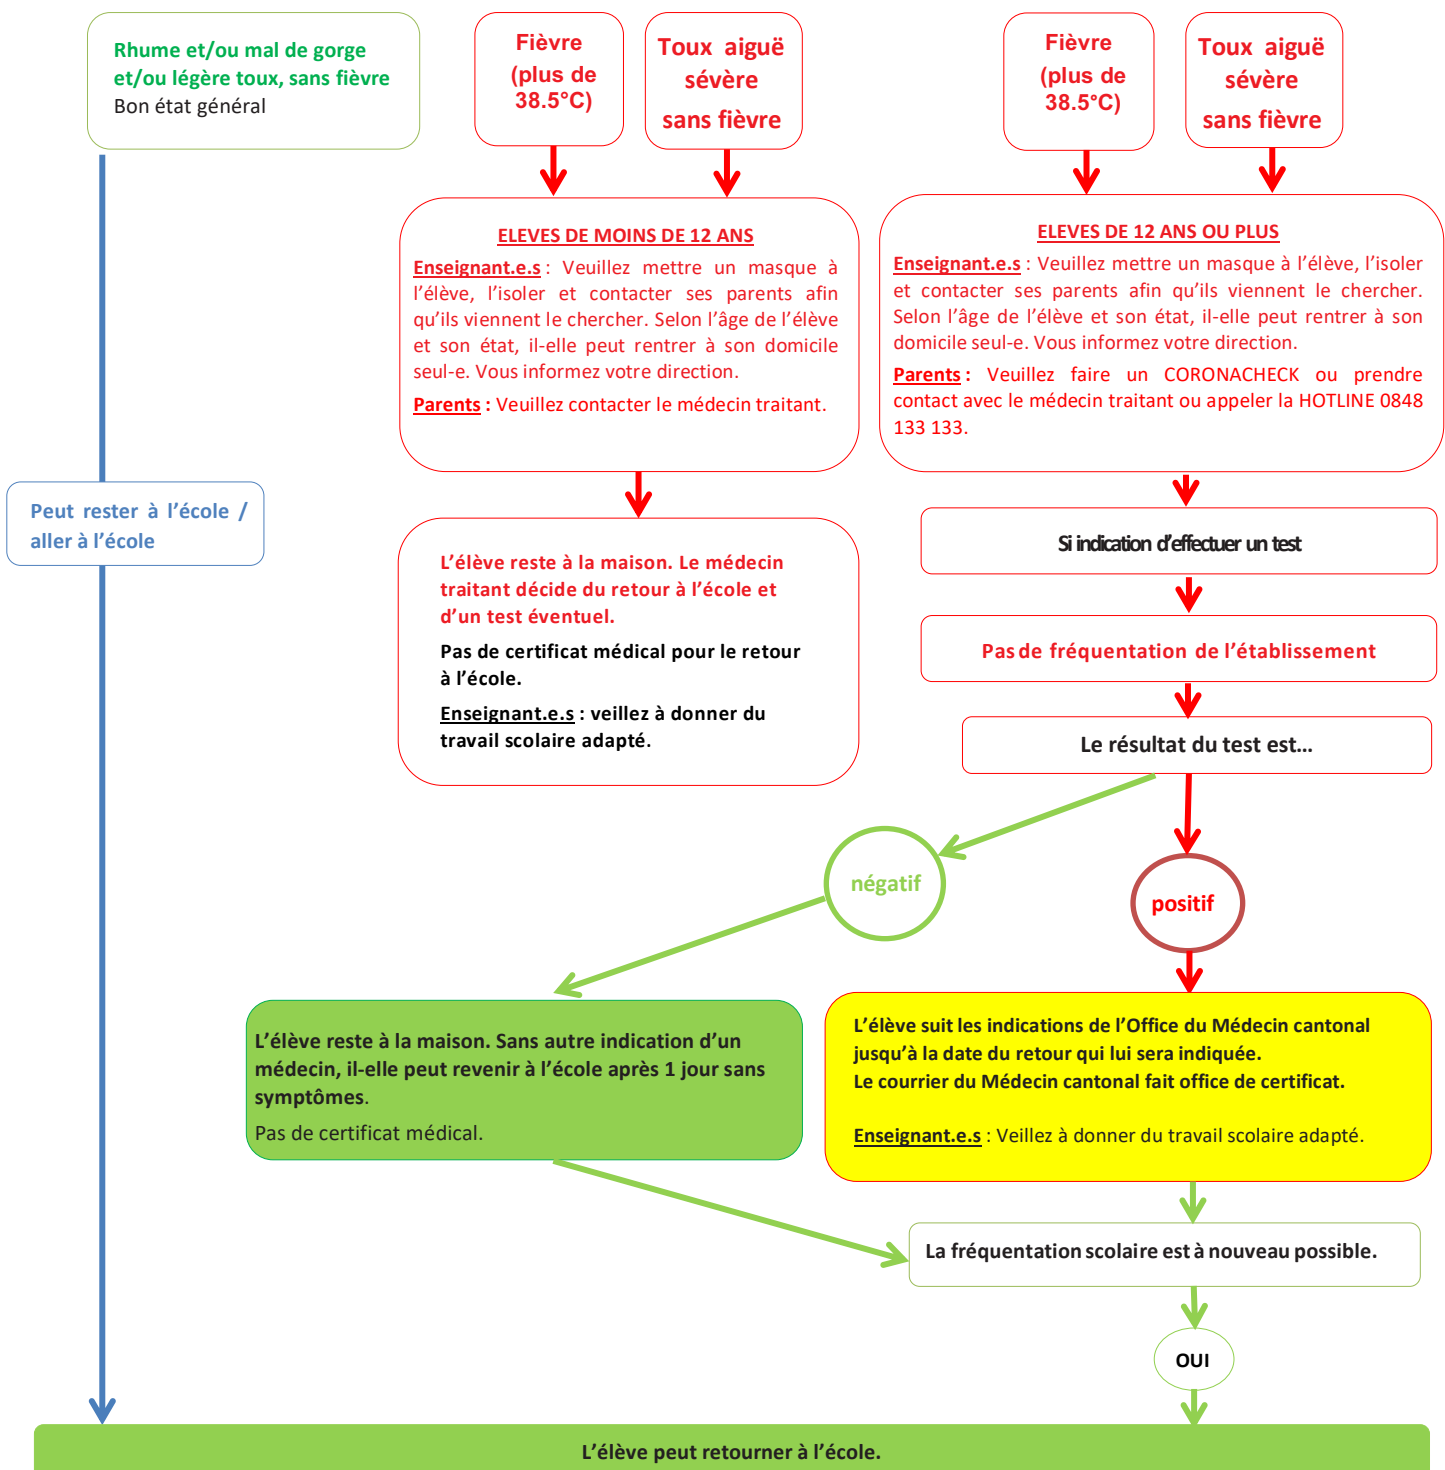 Rhume et/ou mal de gorge
et/ou légère toux, sans fièvre
Bon état général
Fièvre
(plus de
38.5°C)
Toux aiguë
sévère
sans fièvre
Fièvre
(plus de
38.5°C)
Toux aiguë
sévère
sans fièvre
ELEVES DE MOINS DE 12 ANS
Enseignant.e.s : Veuillez mettre un masque à
l'élève, l'isoler et contacter ses parents afin
qu'ils viennent le chercher. Selon l'âge de l'élève
et son état, il-elle peut rentrer à son domicile
seul-e. Vous informez votre direction.
Parents : Veuillez contacter le médecin traitant.
ELEVES DE 12 ANS OU PLUS
Enseignant.e.s : Veuillez mettre un masque à l'élève, l'isoler
et contacter ses parents afin qu'ils viennent le chercher.
Selon l'âge de l'élève et son état, il-elle peut rentrer à son
domicile seul-e. Vous informez votre direction.
Parents : Veuillez faire un CORONACHECK ou prendre
contact avec le médecin traitant ou appeler la HOTLINE 0848
133 133.
Peut rester à l'école /
aller à l'école
L'élève reste à la maison. Le médecin
traitant décide du retour à l'école et
d'un test éventuel.
Pas de certificat médical pour le retour
à l'école.
Enseignant.e.s : veillez à donner du
travail scolaire adapté.
Si indication d'effectuer un test
Pas de fréquentation de l'établissement
Le résultat du test est...
négatif
positif
L'élève reste à la maison. Sans autre indication d'un
médecin, il-elle peut revenir à l'école après 1 jour sans
symptômes.
Pas de certificat médical.
L'élève suit les indications de l'Office du Médecin cantonal
jusqu'à la date du retour qui lui sera indiquée.
Le courrier du Médecin cantonal fait office de certificat.
Enseignant.e.s : Veillez à donner du travail scolaire adapté.
La fréquentation scolaire est à nouveau possible.
OUI
L'élève peut retourner à l'école.